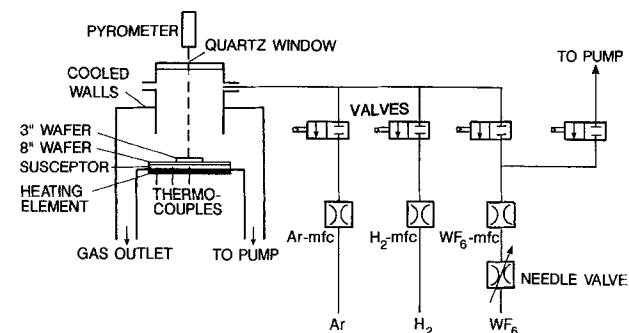 PYROMETER
QUARTZ WINDOW
COOLED
WALLS
TO PUMP
VALVES
3" WAFER
8" WAFER
SUSCEPTOR
HEATING
ELEMENT
THERMO-
COUPLES
GAS OUTLET
TO PUMP
Ar-mfc
H₂-mfc
WF₆-mfc
NEEDLE VALVE
Ar
H₂
WF₆